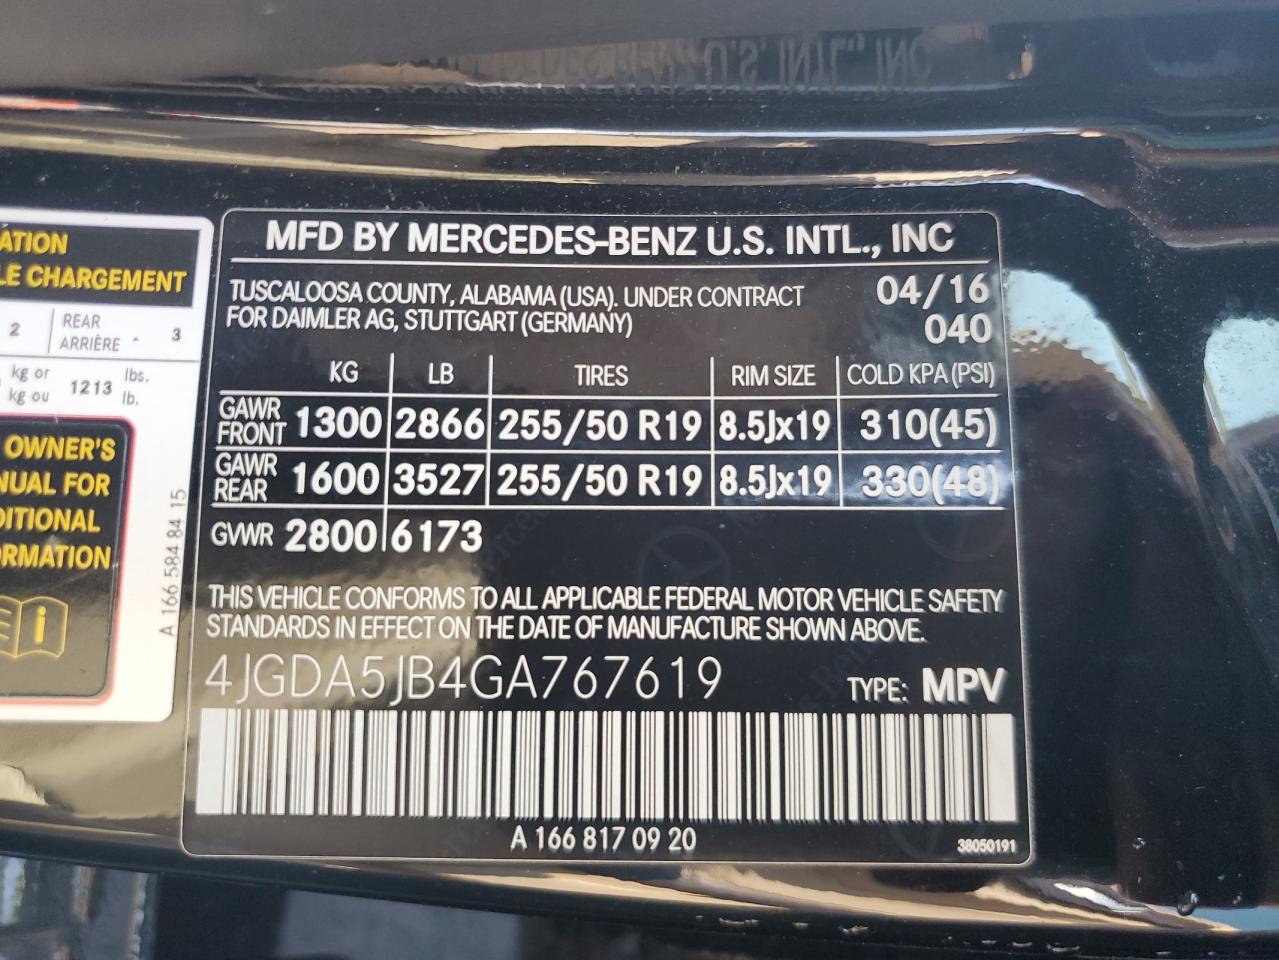 MFD BY MERCEDES-BENZ U.S. INTL., INC
TUSCALOOSA COUNTY, ALABAMA (USA). UNDER CONTRACT 04/16
FOR DAIMLER AG, STUTTGART (GERMANY) 040
KG LB TIRES RIM SIZE COLD KPA (PSI)
GAWR FRONT 1300 2866 255/50 R19 8.5Jx19 310(45)
GAWR REAR 1600 3527 255/50 R19 8.5Jx19 330(48)
GVWR 2800 6173
THIS VEHICLE CONFORMS TO ALL APPLICABLE FEDERAL MOTOR VEHICLE SAFETY
STANDARDS IN EFFECT ON THE DATE OF MANUFACTURE SHOWN ABOVE.
4JGDA5JB4GA767619 TYPE: MPV
A 166 817 09 20
38050191
ATION
LE CHARGEMENT
2 REAR 3
ARRIÈRE
kg or 1213 lbs.
kg ou lb.
OWNER'S
NUAL FOR
DITIONAL
ORMATION
A 166 584 84 15